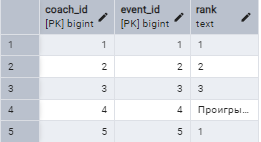 coach_id event_id rank
[PK] bigint [PK] bigint text
1 1 1 1
2 2 2 2
3 3 3 3
4 4 4 Проигры...
5 5 5 1